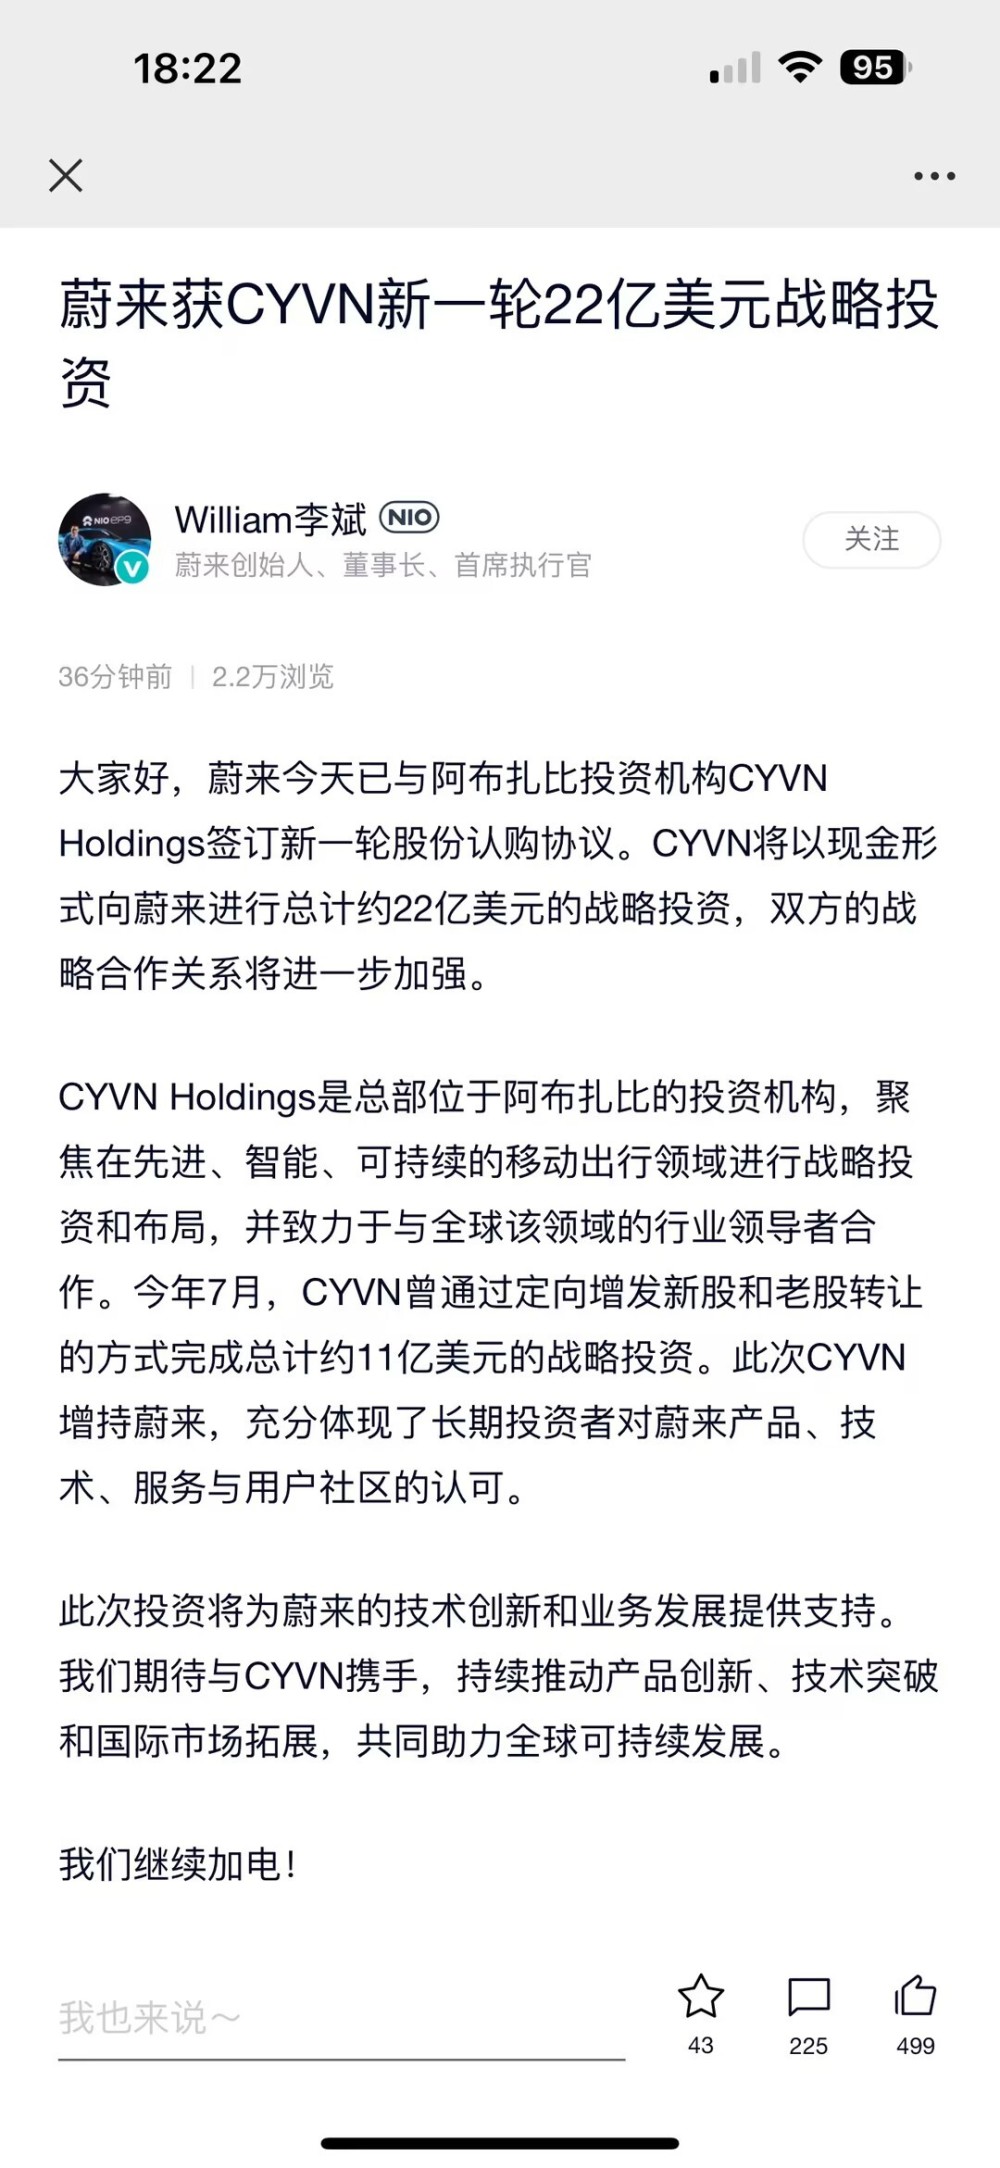 18:22
95
蔚来获CYVN新一轮22亿美元战略投
资
NIO ep9
William李斌 NIO
蔚来创始人、董事长、首席执行官
关注
36分钟前 | 2.2万浏览
大家好，蔚来今天已与阿布扎比投资机构CYVN
Holdings签订新一轮股份认购协议。CYVN将以现金形
式向蔚来进行总计约22亿美元的战略投资，双方的战
略合作关系将进一步加强。
CYVN Holdings是总部位于阿布扎比的投资机构，聚
焦在先进、智能、可持续的移动出行领域进行战略投
资和布局，并致力于与全球该领域的行业领导者合
作。今年7月，CYVN曾通过定向增发新股和老股转让
的方式完成总计约11亿美元的战略投资。此次CYVN
增持蔚来，充分体现了长期投资者对蔚来产品、技
术、服务与用户社区的认可。
此次投资将为蔚来的技术创新和业务发展提供支持。
我们期待与CYVN携手，持续推动产品创新、技术突破
和国际市场拓展，共同助力全球可持续发展。
我们继续加电！
我也来说～
43
225
499